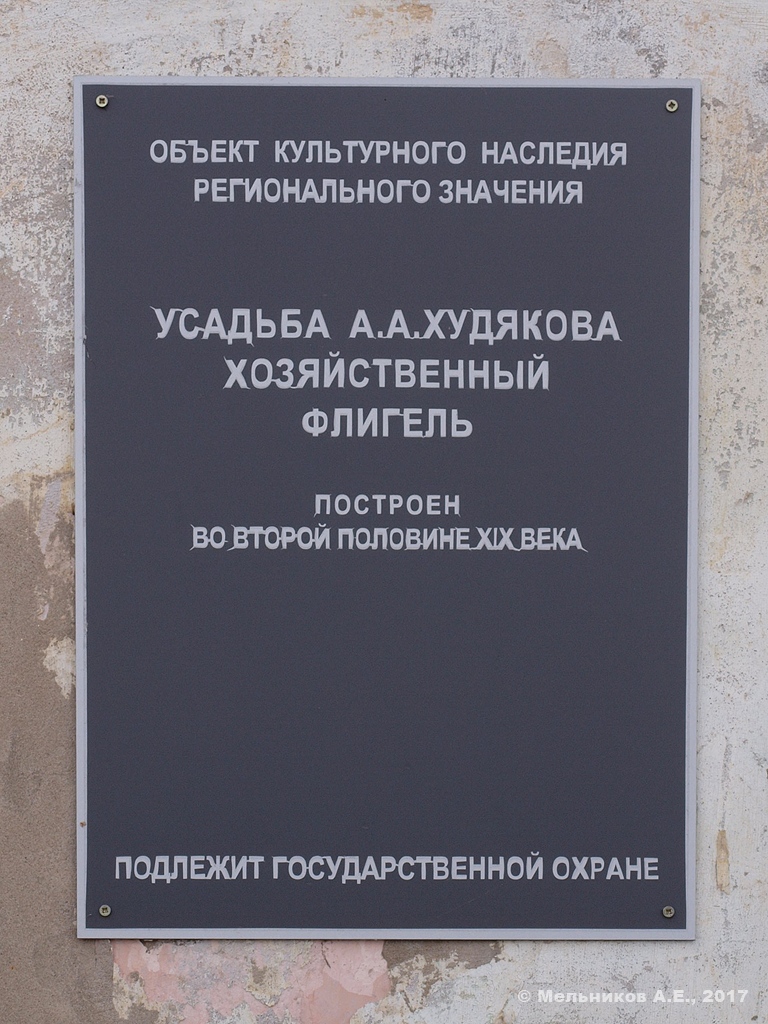 ОБЪЕКТ КУЛЬТУРНОГО НАСЛЕДИЯ
РЕГИОНАЛЬНОГО ЗНАЧЕНИЯ
УСАДЬБА А.А.ХУДЯКОВА
ХОЗЯЙСТВЕННЫЙ
ФЛИГЕЛЬ
ПОСТРОЕН
ВО ВТОРОЙ ПОЛОВИНЕ XIX ВЕКА
ПОДЛЕЖИТ ГОСУДАРСТВЕННОЙ ОХРАНЕ
© Мельников А.Е., 2017